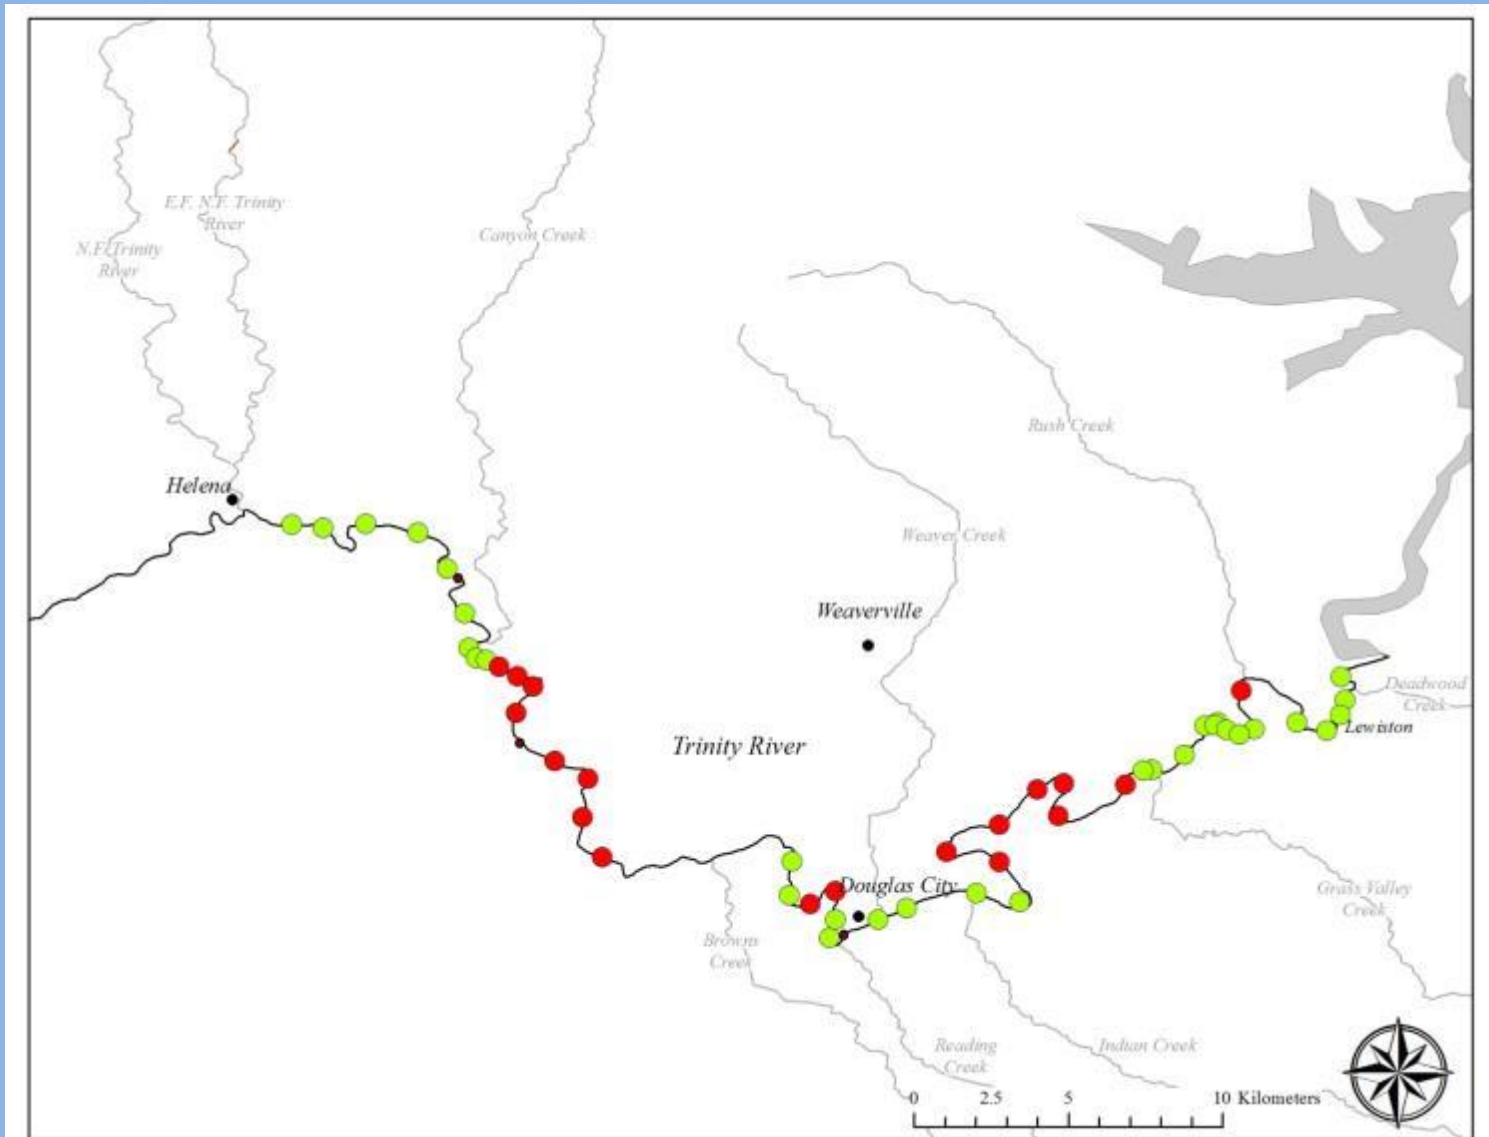 E.F. N.F. Trinity
River
Canyon Creek
N.F. Trinity
River
Rush Creek
Helena
Weaver Creek
Weaverville
Deadwood
Creek
Lewiston
Trinity River
Douglas City
Grass Valley
Creek
Browns
Creek
Reading
Creek
Indian Creek
0 2.5 5 10 Kilometers